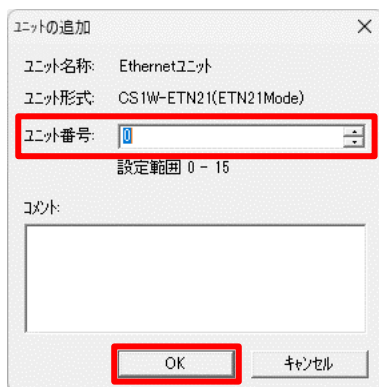 ユニットの追加
ユニット名称: Ethernetユニット
ユニット形式: CS1W-ETN21(ETN21Mode)
ユニット番号: 0
設定範囲 0 - 15
コメント:
OK キャンセル